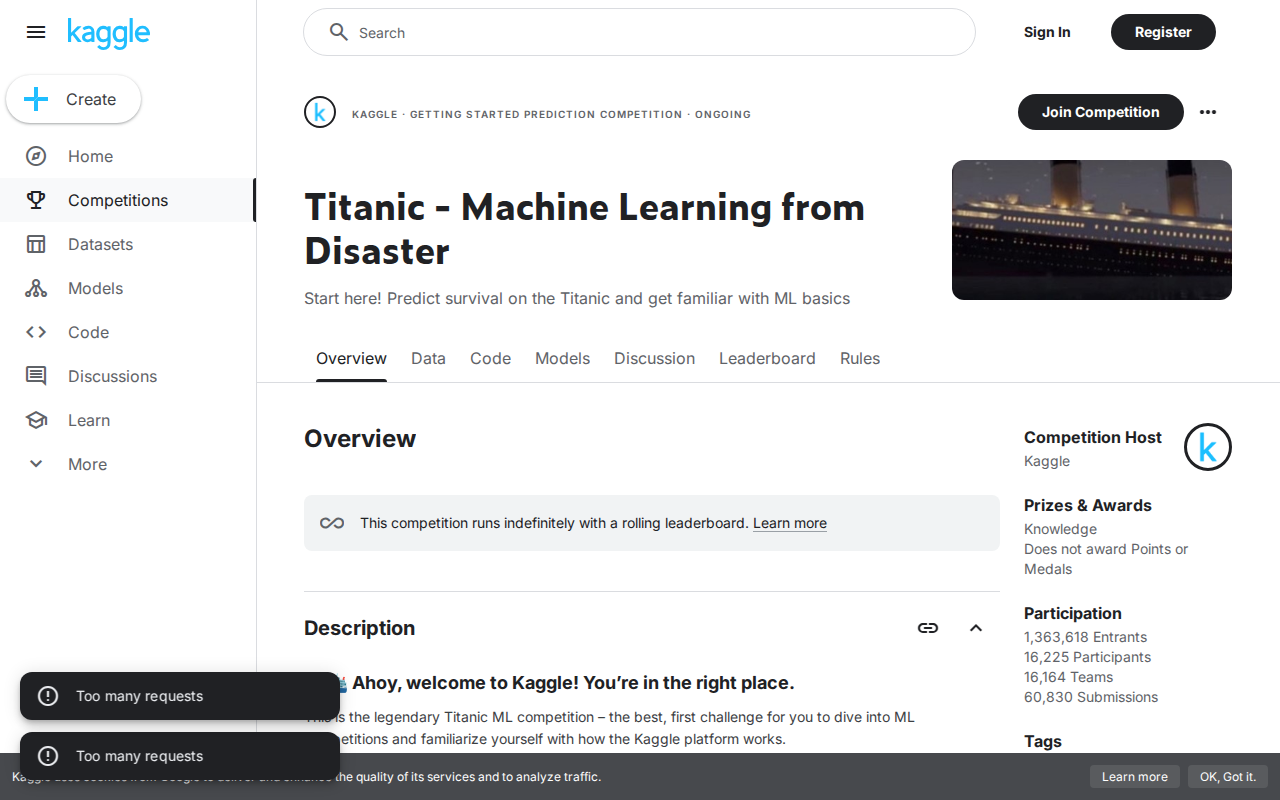 kaggle
Search
Sign In
Register
Create
Home
Competitions
Datasets
Models
Code
Discussions
Learn
More
k
KAGGLE · GETTING STARTED PREDICTION COMPETITION · ONGOING
Join Competition
Titanic - Machine Learning from
Disaster
Start here! Predict survival on the Titanic and get familiar with ML basics
Overview
Data
Code
Models
Discussion
Leaderboard
Rules
Overview
This competition runs indefinitely with a rolling leaderboard. Learn more
Description
Ahoy, welcome to Kaggle! You’re in the right place.
is the legendary Titanic ML competition – the best, first challenge for you to dive into ML
and familiarize yourself with how the Kaggle platform works.
Competition Host
Kaggle
k
Prizes & Awards
Knowledge
Does not award Points or
Medals
Participation
1,363,618 Entrants
16,225 Participants
16,164 Teams
60,830 Submissions
Tags
Too many requests
Too many requests
the quality of its services and to analyze traffic.
Learn more
OK, Got it.